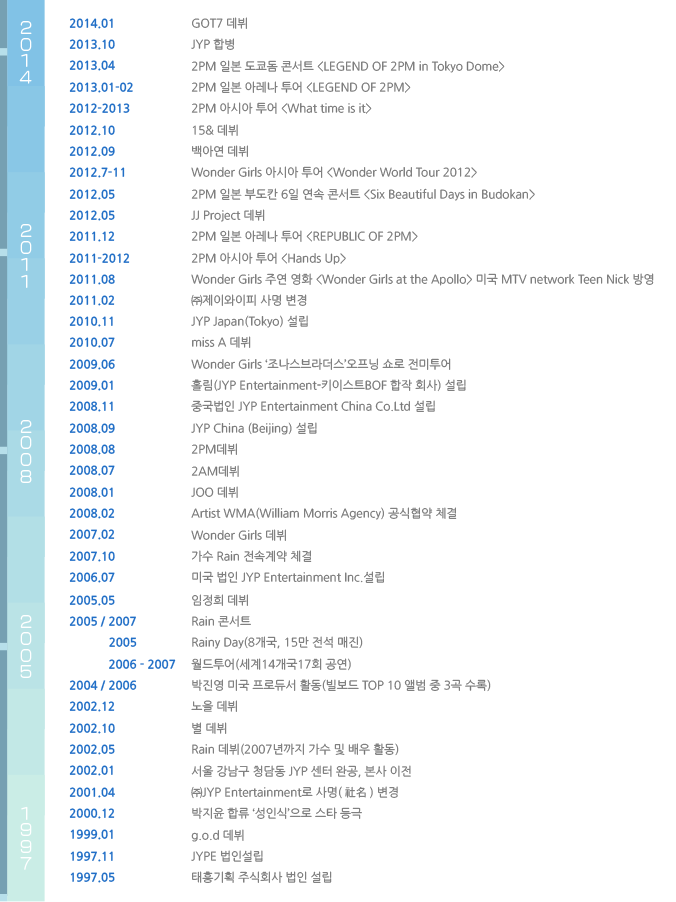 2014
2014.01 GOT7 데뷔
2013.10 JYP 합병
2013.04 2PM 일본 도쿄돔 콘서트 <LEGEND OF 2PM in Tokyo Dome>
2013.01-02 2PM 일본 아레나 투어 <LEGEND OF 2PM>
2012-2013 2PM 아시아 투어 <What time is it>
2012.10 15& 데뷔
2012.09 백아연 데뷔
2012.7-11 Wonder Girls 아시아 투어 <Wonder World Tour 2012>
2012.05 2PM 일본 부도칸 6일 연속 콘서트 <Six Beautiful Days in Budokan>
2012.05 JJ Project 데뷔
2011
2011.12 2PM 일본 아레나 투어 <REPUBLIC OF 2PM>
2011-2012 2PM 아시아 투어 <Hands Up>
2011.08 Wonder Girls 주연 영화 <Wonder Girls at the Apollo> 미국 MTV network Teen Nick 방영
2011.02 ㈜제이와이피 사명 변경
2010.11 JYP Japan(Tokyo) 설립
2010.07 miss A 데뷔
2009.06 Wonder Girls ‘조나스브라더스’오프닝 쇼로 전미투어
2009.01 홀림(JYP Entertainment-키이스트BOF 합작 회사) 설립
2008.11 중국법인 JYP Entertainment China Co.Ltd 설립
2008
2008.09 JYP China (Beijing) 설립
2008.08 2PM데뷔
2008.07 2AM데뷔
2008.01 JOO 데뷔
2008.02 Artist WMA(William Morris Agency) 공식협약 체결
2007.02 Wonder Girls 데뷔
2007.10 가수 Rain 전속계약 체결
2006.07 미국 법인 JYP Entertainment Inc.설립
2005.05 임정희 데뷔
2005
2005 / 2007 Rain 콘서트
2005 Rainy Day(8개국, 15만 전석 매진)
2006 - 2007 월드투어(세계14개국17회 공연)
2004 / 2006 박진영 미국 프로듀서 활동(빌보드 TOP 10 앨범 중 3곡 수록)
2002.12 노을 데뷔
2002.10 별 데뷔
2002.05 Rain 데뷔(2007년까지 가수 및 배우 활동)
2002.01 서울 강남구 청담동 JYP 센터 완공, 본사 이전
2001.04 ㈜JYP Entertainment로 사명( 社名 ) 변경
1997
2000.12 박지윤 합류 ‘성인식’으로 스타 등극
1999.01 g.o.d 데뷔
1997.11 JYPE 법인설립
1997.05 태홍기획 주식회사 법인 설립